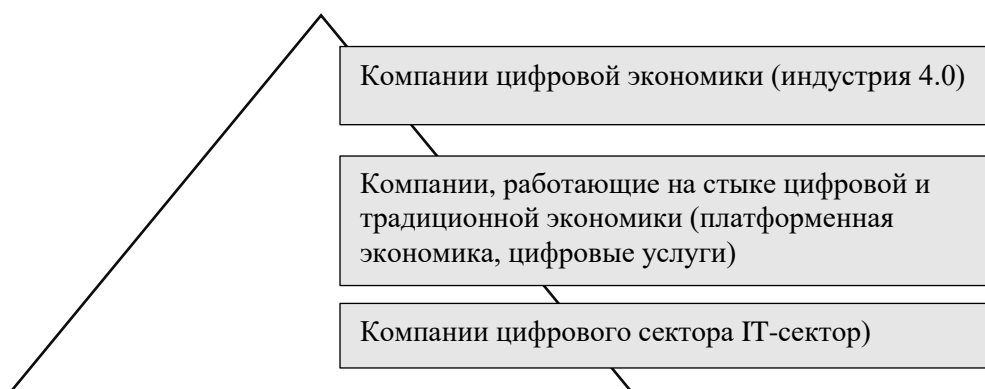 Компании цифровой экономики (индустрия 4.0)
Компании, работающие на стыке цифровой и
традиционной экономики (платформенная
экономика, цифровые услуги)
Компании цифрового сектора IT-сектор)